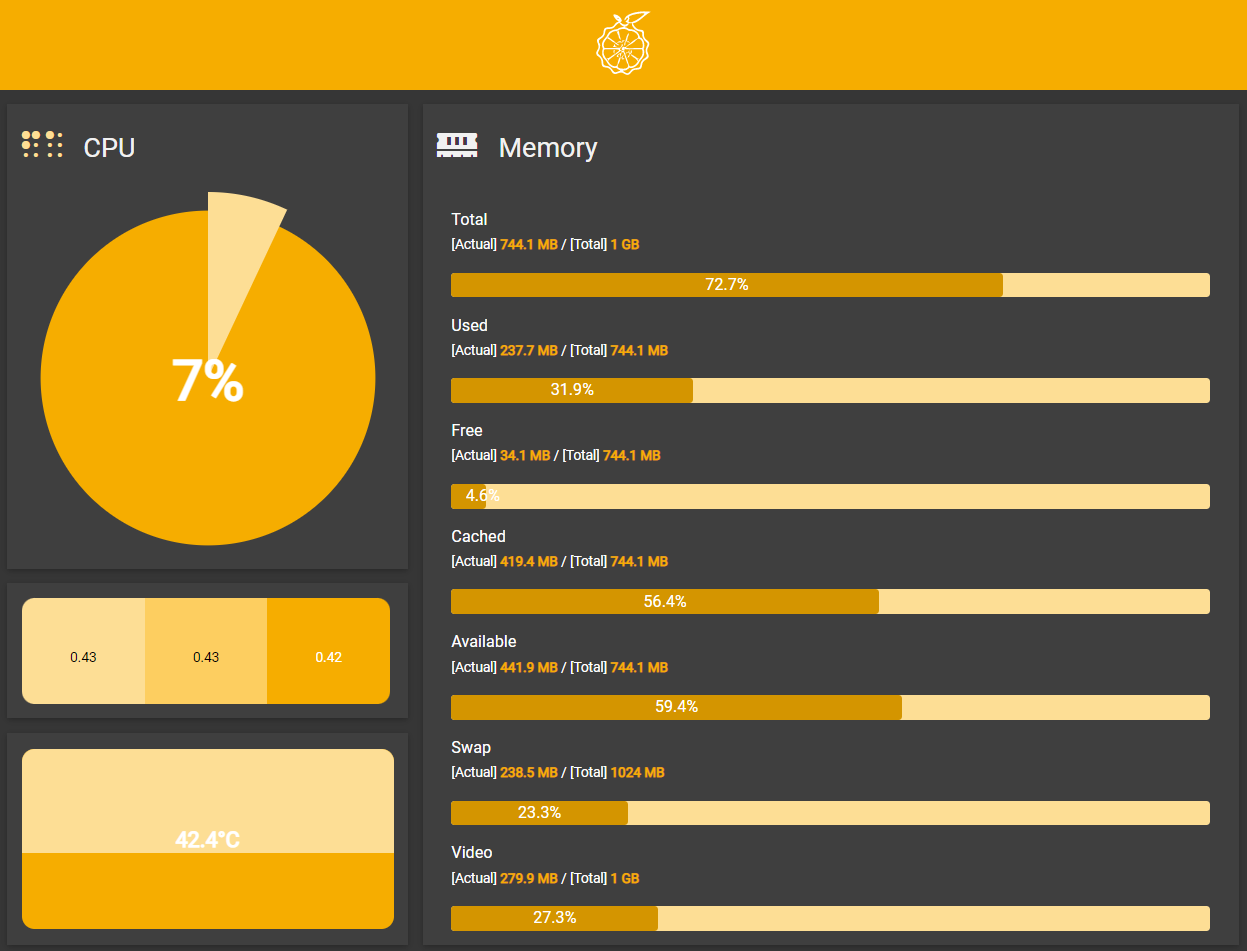 CPU
7%
0.43
0.43
0.42
42.4°C
Memory
Total
[Actual] 744.1 MB / [Total] 1 GB
72.7%
Used
[Actual] 237.7 MB / [Total] 744.1 MB
31.9%
Free
[Actual] 34.1 MB / [Total] 744.1 MB
4.6%
Cached
[Actual] 419.4 MB / [Total] 744.1 MB
56.4%
Available
[Actual] 441.9 MB / [Total] 744.1 MB
59.4%
Swap
[Actual] 238.5 MB / [Total] 1024 MB
23.3%
Video
[Actual] 279.9 MB / [Total] 1 GB
27.3%